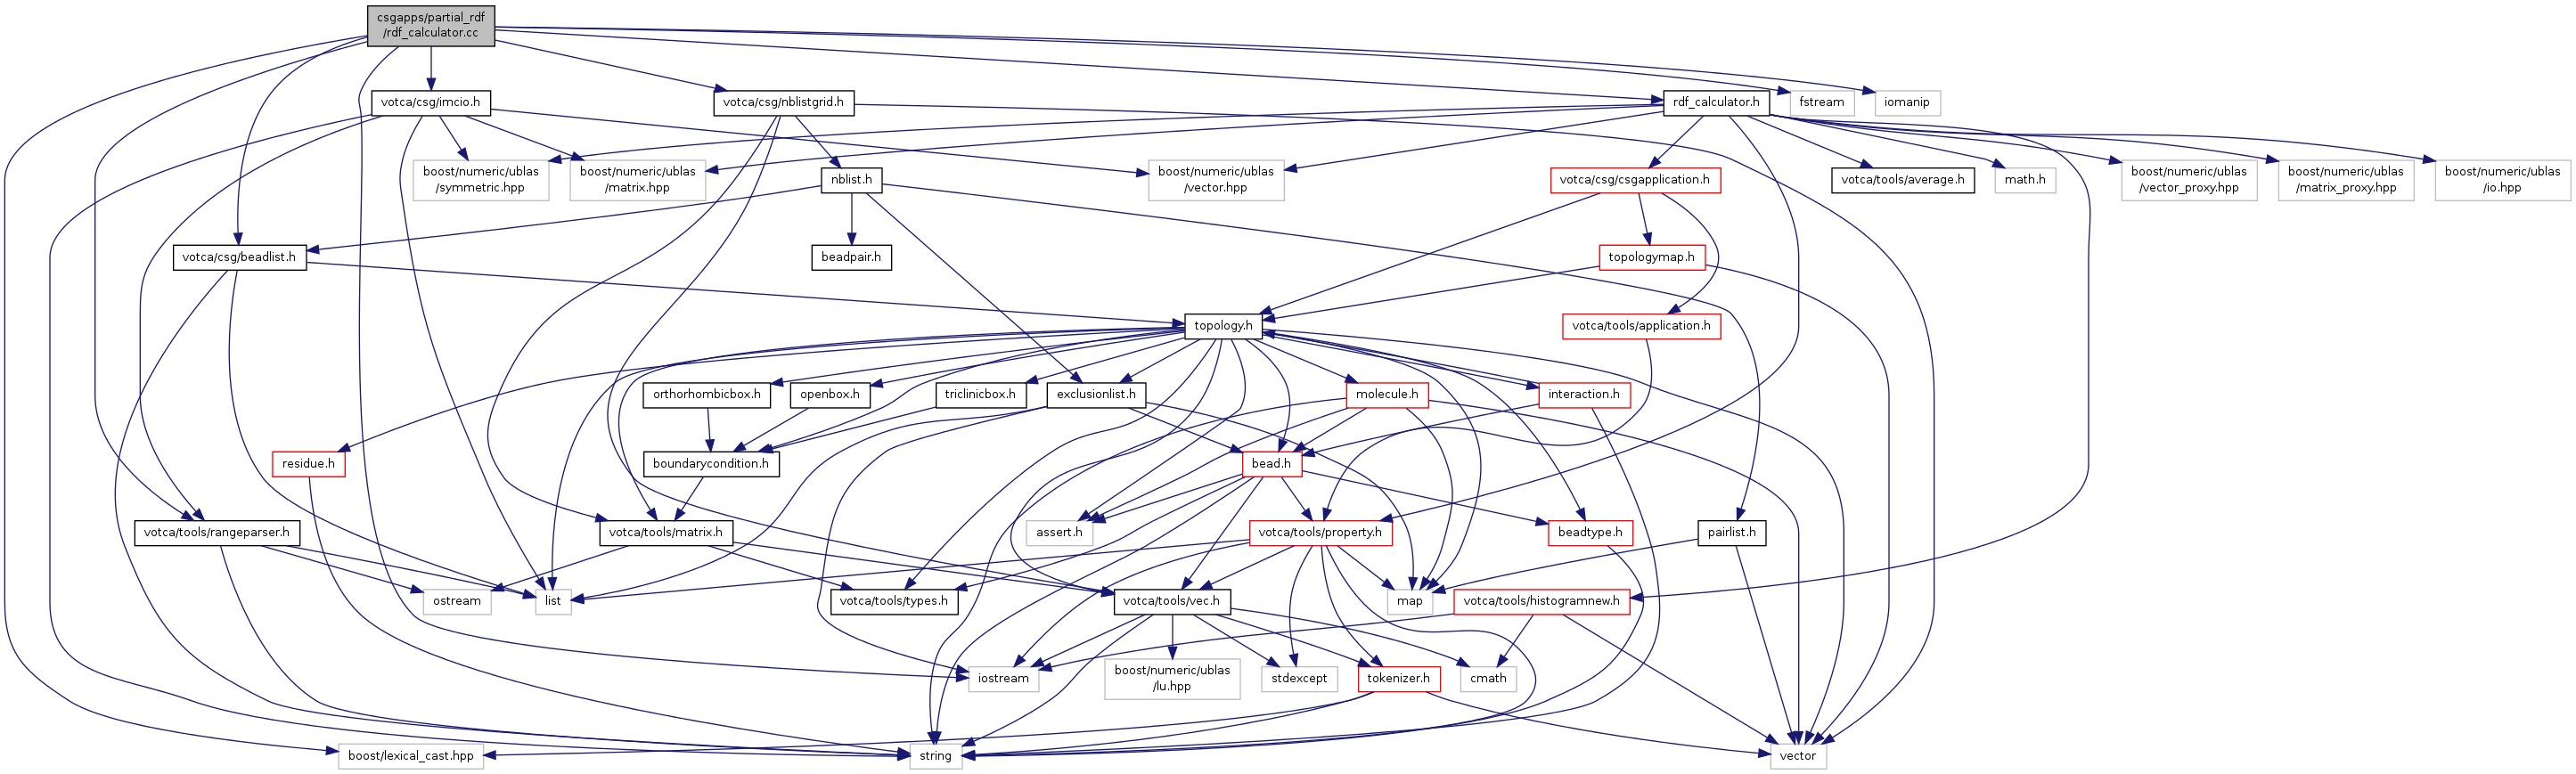 csgapps/partial_rdf
/rdf_calculator.cc
votca/csg/imcio.h
votca/csg/nblistgrid.h
rdf_calculator.h
fstream
iomanip
boost/numeric/ublas
/symmetric.hpp
boost/numeric/ublas
/matrix.hpp
nblist.h
boost/numeric/ublas
/vector.hpp
votca/csg/csgapplication.h
votca/tools/average.h
math.h
boost/numeric/ublas
/vector_proxy.hpp
boost/numeric/ublas
/matrix_proxy.hpp
boost/numeric/ublas
/io.hpp
votca/csg/beadlist.h
beadpair.h
topologymap.h
topology.h
votca/tools/application.h
orthorhombicbox.h
openbox.h
triclinicbox.h
exclusionlist.h
molecule.h
interaction.h
residue.h
boundarycondition.h
bead.h
votca/tools/rangeparser.h
votca/tools/matrix.h
assert.h
votca/tools/property.h
beadtype.h
pairlist.h
ostream
list
votca/tools/types.h
votca/tools/vec.h
map
votca/tools/histogramnew.h
iostream
boost/numeric/ublas
/lu.hpp
stdexcept
tokenizer.h
cmath
boost/lexical_cast.hpp
string
vector